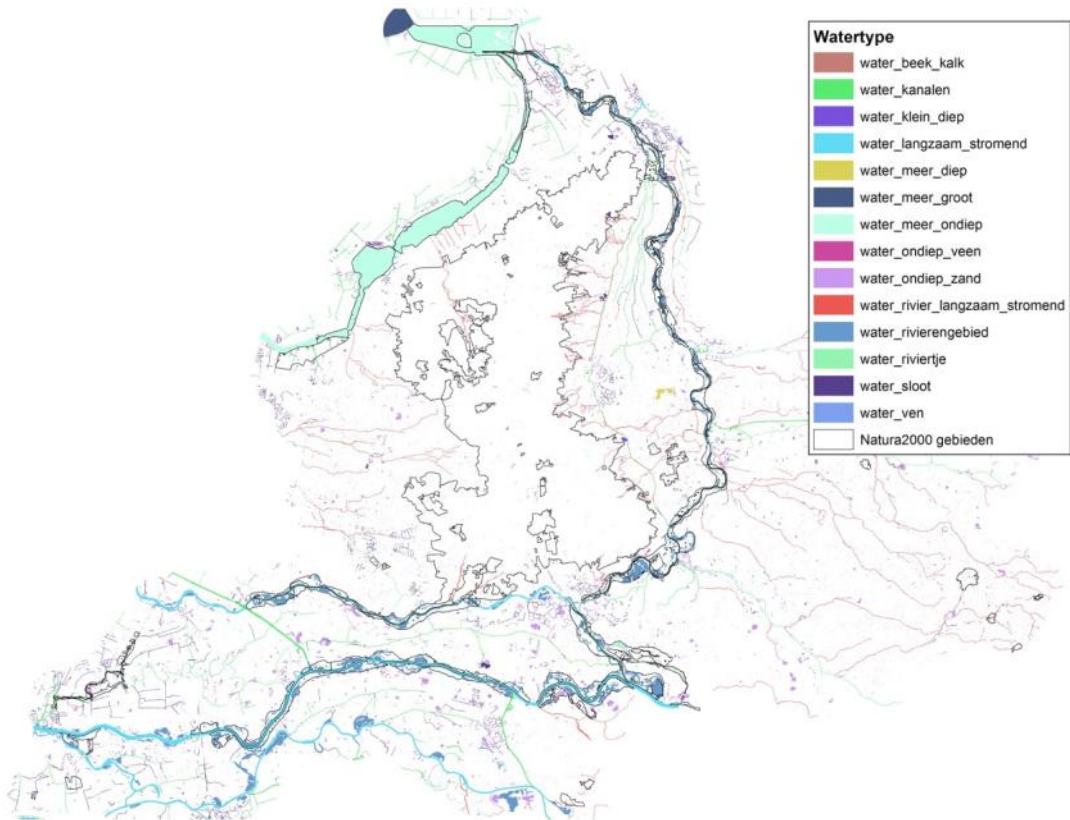 Watertype
water_beek_kalk
water_kanalen
water_klein_diep
water_langzaam_stromend
water_meer_diep
water_meer_groot
water_meer_ondiep
water_ondiep_veen
water_ondiep_zand
water_rivier_langzaam_stromend
water_rivierengebied
water_riviertje
water_sloot
water_ven
Natura2000 gebieden